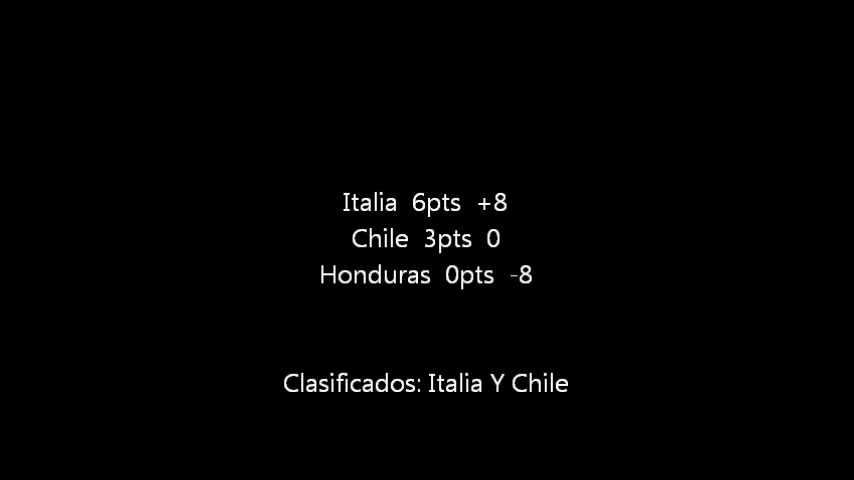 Italia 6pts +8
Chile 3pts 0
Honduras 0pts -8
Clasificados: Italia Y Chile